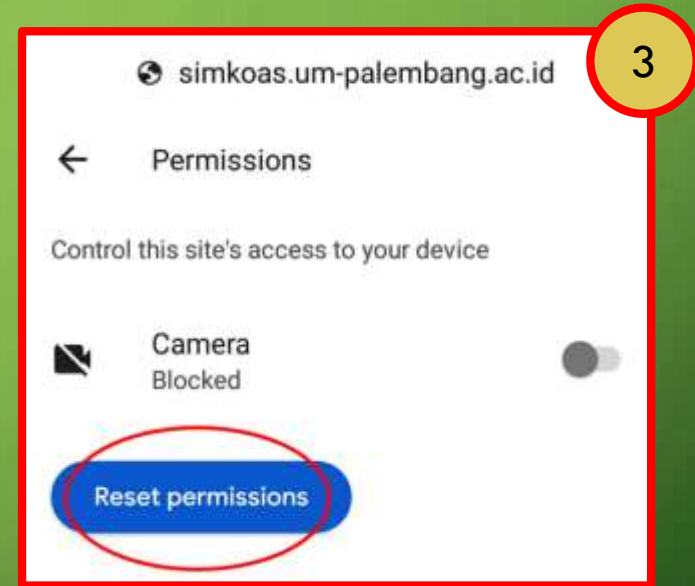 simkoas.um-palembang.ac.id
3
Permissions
Control this site's access to your device
Camera
Blocked
Reset permissions